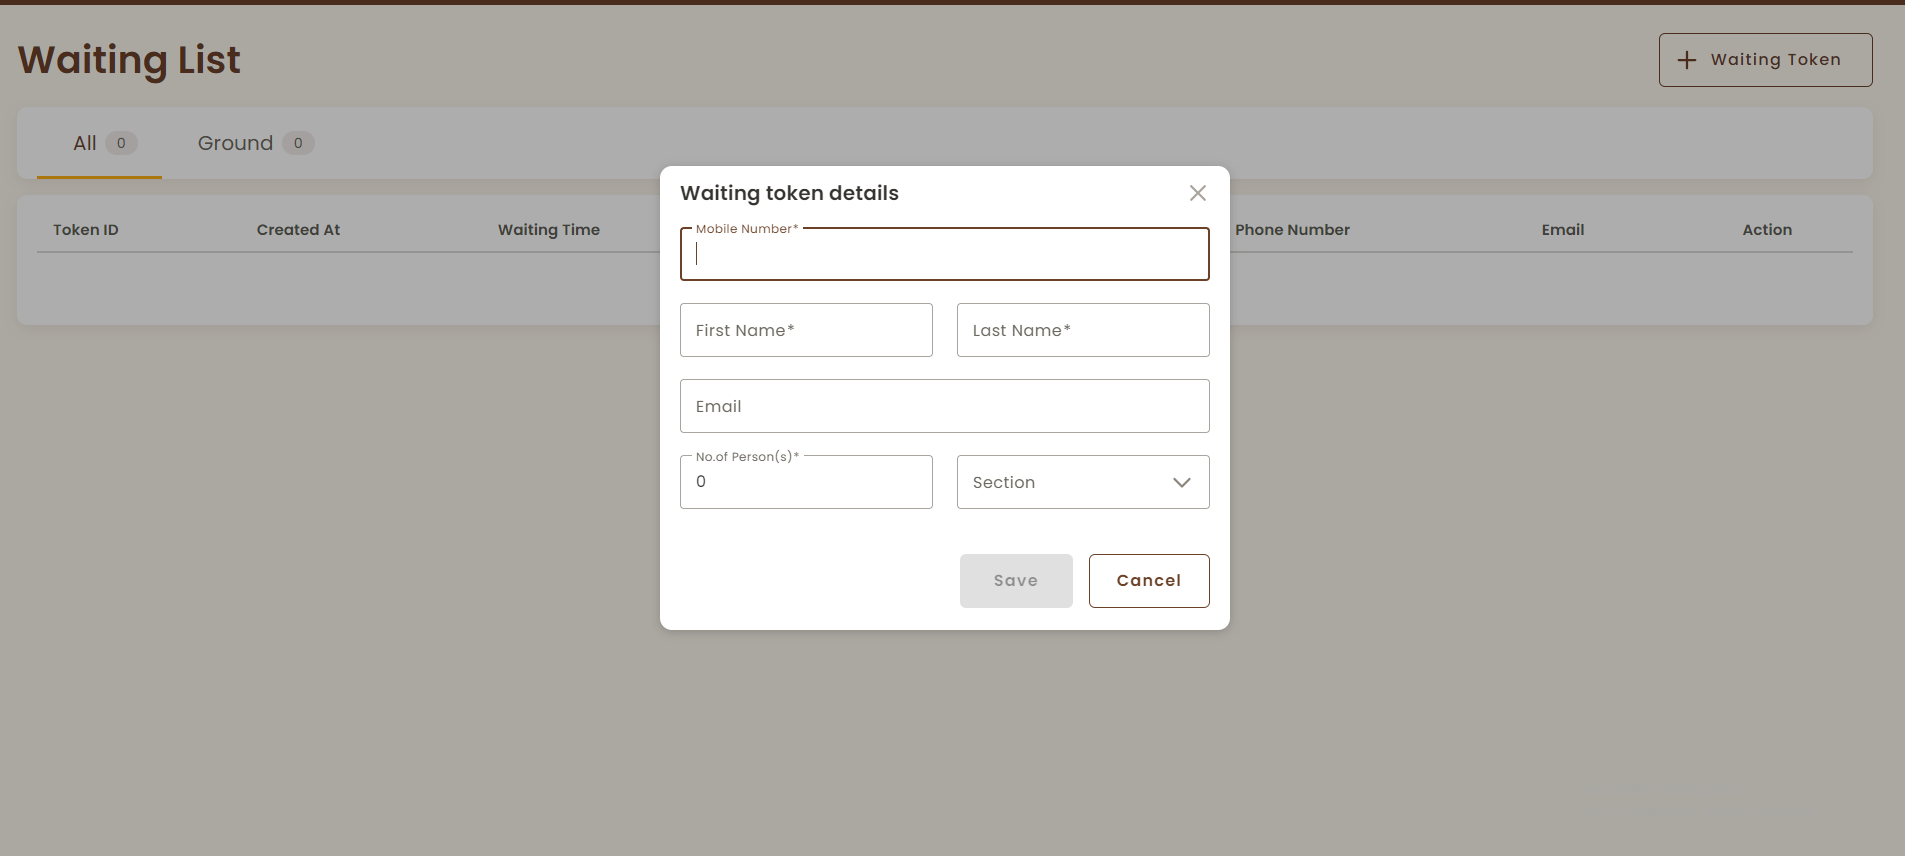 Waiting List
Waiting Token
All 0 Ground 0
Token ID Created At Waiting Time Phone Number Email Action
Waiting token details
Mobile Number*
First Name* Last Name*
Email
No.of Person(s)*
0 Section
Save Cancel